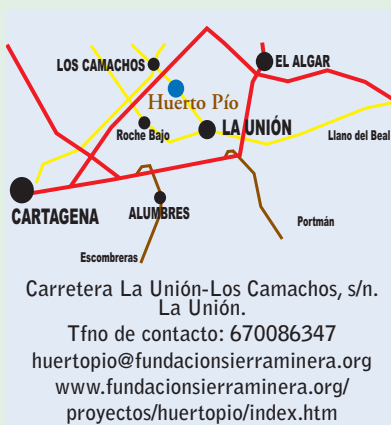 LOS CAMACHOS
EL ALGAR
Huerto Pío
Roche Bajo
LA UNIÓN
Llano del Beal
CARTAGENA
ALUMBRES
Portmán
Escombreras
Carretera La Unión-Los Camachos, s/n.
La Unión.
Tfno de contacto: 670086347
huertopio@fundacionsierraminera.org
www.fundacionsierraminera.org/
proyectos/huertopio/index.htm